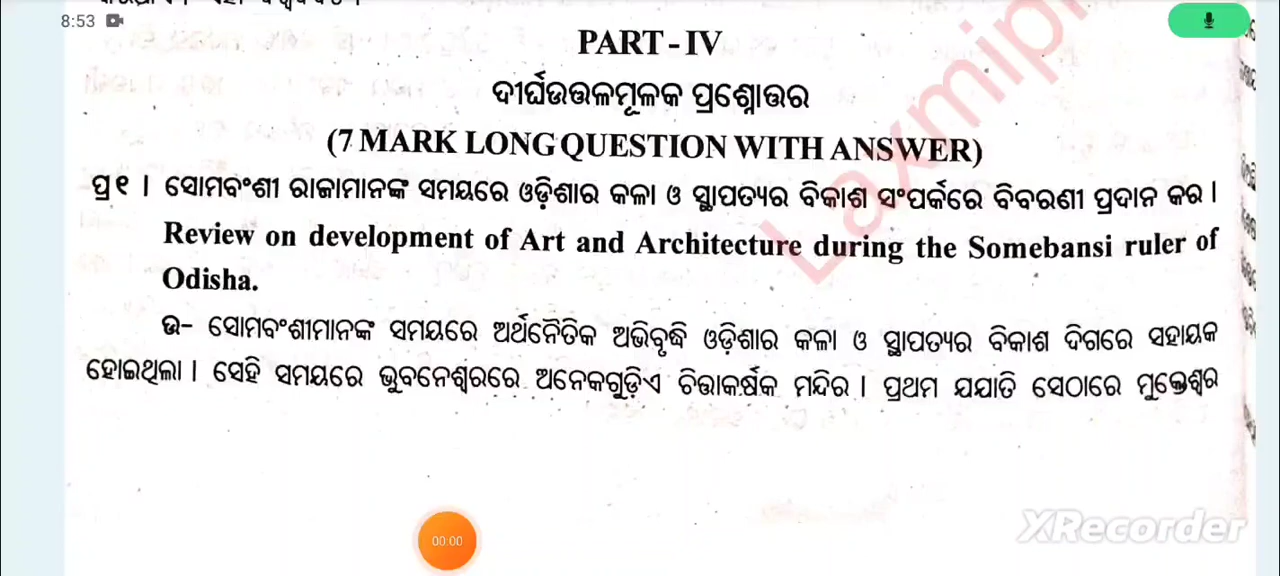 8:53
PART-IV
ଦୀର୍ଘଉତ୍ତଳମୂଳକ ପ୍ରଶ୍ନୋତ୍ତର
(7 MARK LONG QUESTION WITH ANSWER)
ପ୍ର୧ । ସୋମବଂଶୀ ରାଜାମାନଙ୍କ ସମୟରେ ଓଡ଼ିଶାର କଳା ଓ ସ୍ଥାପତ୍ୟର ବିକାଶ ସଂପର୍କରେ ବିବରଣୀ ପ୍ରଦାନ କର ।
Review on development of Art and Architecture during the Somebansi ruler of
Odisha.
ଉ- ସୋମବଂଶୀମାନଙ୍କ ସମୟରେ ଅର୍ଥନୈତିକ ଅଭିବୃଦ୍ଧି ଓଡ଼ିଶାର କଳା ଓ ସ୍ଥାପତ୍ୟର ବିକାଶ ଦିଗରେ ସହାୟକ
ହୋଇଥିଲା । ସେହି ସମୟରେ ଭୁବନେଶ୍ୱରରେ ଅନେକଗୁଡ଼ିଏ ଚିତ୍ତାକର୍ଷକ ମନ୍ଦିର । ପ୍ରଥମ ଯଯାତି ସେଠାରେ ମୁକ୍ତେଶ୍ୱର
Laxmip
00:00
XRecorder